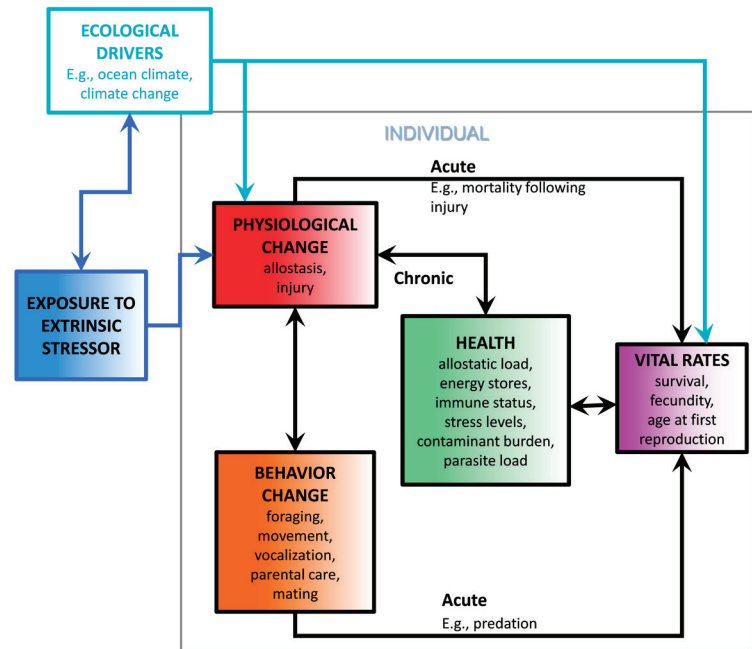 ECOLOGICAL
DRIVERS
E.g., ocean climate,
climate change
INDIVIDUAL
Acute
E.g., mortality following
injury
PHYSIOLOGICAL
CHANGE
allostasis,
injury
Chronic
EXPOSURE TO
EXTRINSIC
STRESSOR
HEALTH
allostatic load,
energy stores,
immune status,
stress levels,
contaminant burden,
parasite load
VITAL RATES
survival,
fecundity,
age at first
reproduction
BEHAVIOR
CHANGE
foraging,
movement,
vocalization,
parental care,
mating
Acute
E.g., predation